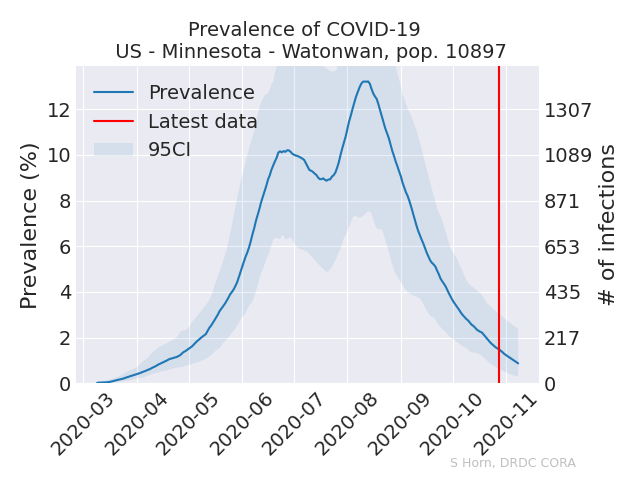 Prevalence of COVID-19
US - Minnesota - Watonwan, pop. 10897
Prevalence
Latest data
95CI
Prevalence (%)
12
10
8
6
4
2
0
1307
1089
871
653
435
217
0
# of infections
2020-03
2020-04
2020-05
2020-06
2020-07
2020-08
2020-09
2020-10
2020-11
S Horn, DRDC CORA